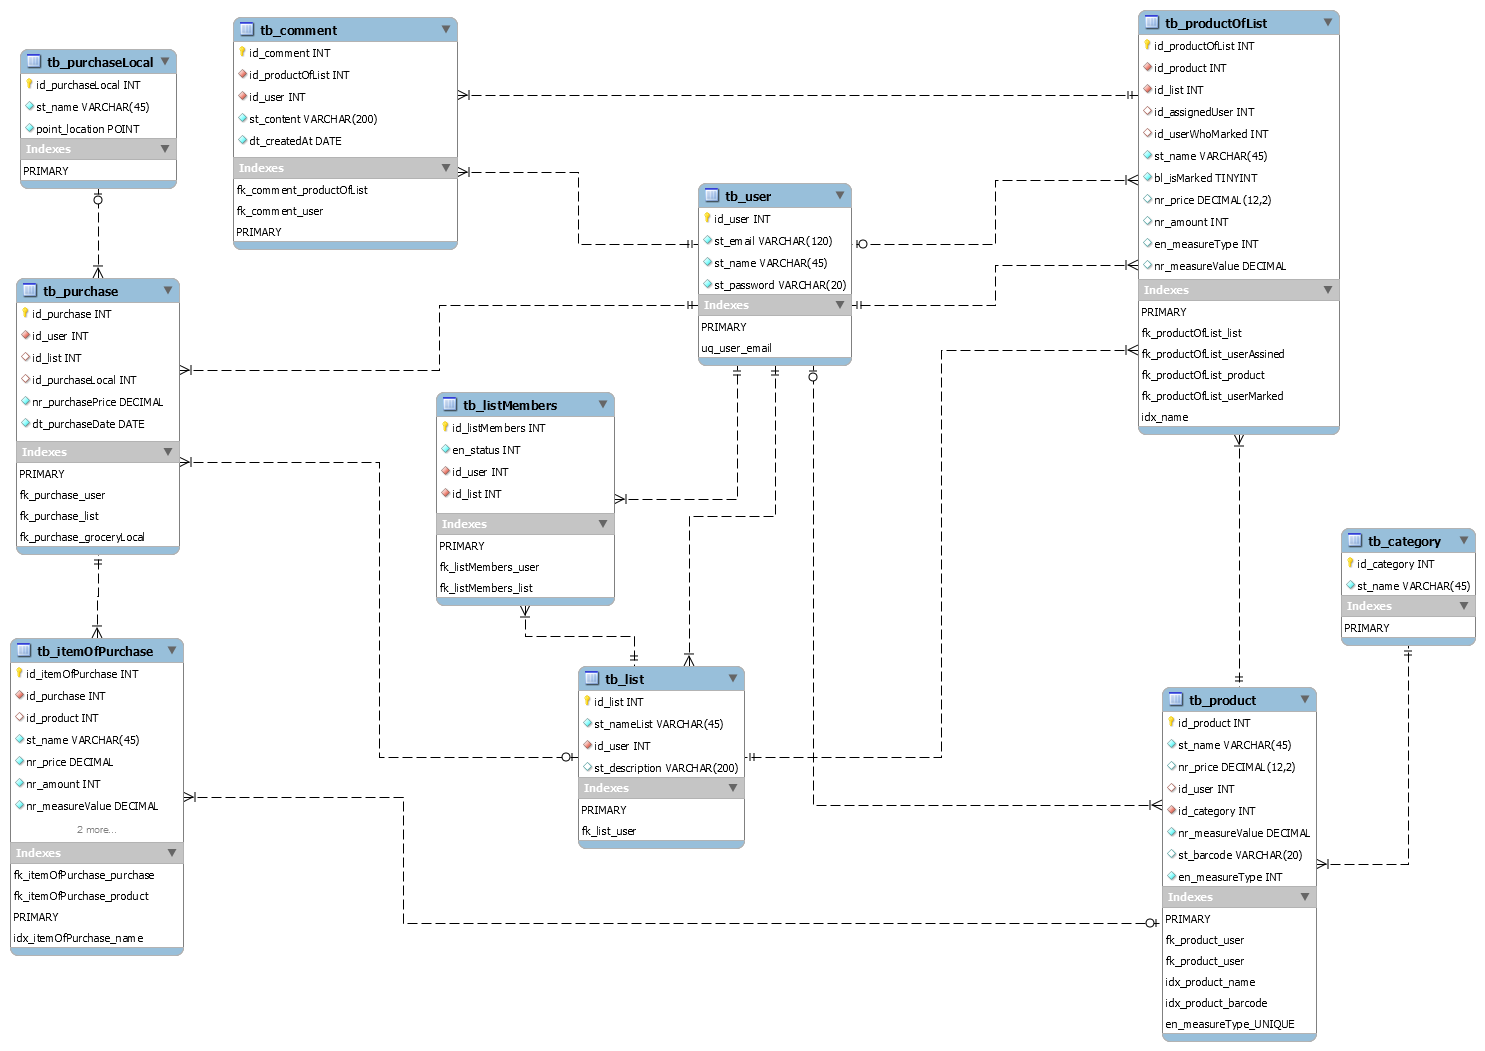 tb_purchaseLocal
id_purchaseLocal INT
st_name VARCHAR(45)
point_location POINT
Indexes
PRIMARY
tb_comment
id_comment INT
id_productOfList INT
id_user INT
st_content VARCHAR(200)
dt_createdAt DATE
Indexes
fk_comment_productOfList
fk_comment_user
PRIMARY
tb_productOfList
id_productOfList INT
id_product INT
id_list INT
id_assignedUser INT
id_userWhoMarked INT
st_name VARCHAR(45)
bl_isMarked TINYINT
nr_price DECIMAL(12,2)
nr_amount INT
en_measureType INT
nr_measureValue DECIMAL
Indexes
PRIMARY
fk_productOfList_list
fk_productOfList_userAssined
fk_productOfList_product
fk_productOfList_userMarked
idx_name
tb_user
id_user INT
st_email VARCHAR(120)
st_name VARCHAR(45)
st_password VARCHAR(20)
Indexes
PRIMARY
uq_user_email
tb_purchase
id_purchase INT
id_user INT
id_list INT
id_purchaseLocal INT
nr_purchasePrice DECIMAL
dt_purchaseDate DATE
Indexes
PRIMARY
fk_purchase_user
fk_purchase_list
fk_purchase_groceryLocal
tb_listMembers
id_listMembers INT
en_status INT
id_user INT
id_list INT
Indexes
PRIMARY
fk_listMembers_user
fk_listMembers_list
tb_category
id_category INT
st_name VARCHAR(45)
Indexes
PRIMARY
tb_itemOfPurchase
id_itemOfPurchase INT
id_purchase INT
id_product INT
st_name VARCHAR(45)
nr_price DECIMAL
nr_amount INT
nr_measureValue DECIMAL
2 more...
Indexes
fk_itemOfPurchase_purchase
fk_itemOfPurchase_product
PRIMARY
idx_itemOfPurchase_name
tb_list
id_list INT
st_nameList VARCHAR(45)
id_user INT
st_description VARCHAR(200)
Indexes
PRIMARY
fk_list_user
tb_product
id_product INT
st_name VARCHAR(45)
nr_price DECIMAL(12,2)
id_user INT
id_category INT
nr_measureValue DECIMAL
st_barcode VARCHAR(20)
en_measureType INT
Indexes
PRIMARY
fk_product_user
fk_product_user
idx_product_name
idx_product_barcode
en_measureType_UNIQUE